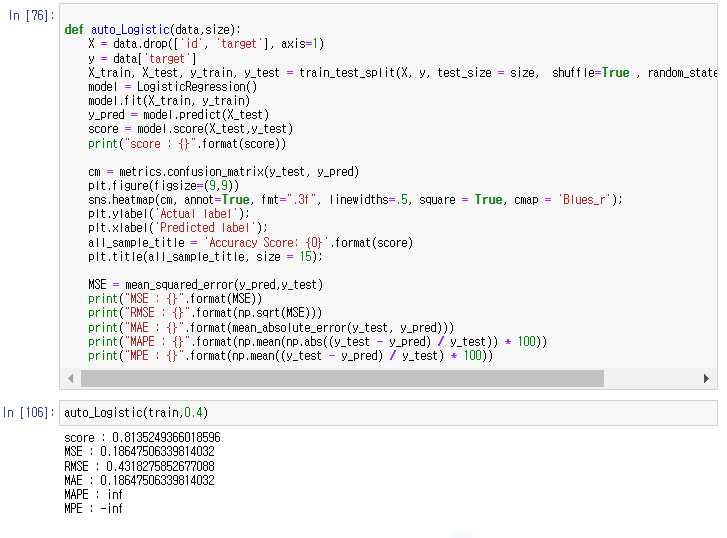 In [76]:
def auto_Logistic(data,size):
X = data.drop(['id', 'target'], axis=1)
y = data['target']
X_train, X_test, y_train, y_test = train_test_split(X, y, test_size = size,  shuffle=True , random_state
model = LogisticRegression()
model.fit(X_train, y_train)
y_pred = model.predict(X_test)
score = model.score(X_test,y_test)
print("score : {}".format(score))
cm = metrics.confusion_matrix(y_test, y_pred)
plt.figure(figsize=(9,9))
sns.heatmap(cm, annot=True, fmt=".3f", linewidths=.5, square = True, cmap = 'Blues_r');
plt.ylabel('Actual label');
plt.xlabel('Predicted label');
all_sample_title = 'Accuracy Score: {0}'.format(score)
plt.title(all_sample_title, size = 15);
MSE = mean_squared_error(y_pred,y_test)
print("MSE : {}".format(MSE))
print("RMSE : {}".format(np.sqrt(MSE)))
print("MAE : {}".format(mean_absolute_error(y_test, y_pred)))
print("MAPE : {}".format(np.mean(np.abs((y_test - y_pred) / y_test)) * 100))
print("MPE : {}".format(np.mean((y_test - y_pred) / y_test) * 100))
In [106]: auto_Logistic(train,0.4)
score : 0.8135249366018596
MSE : 0.18647506339814032
RMSE : 0.4318275852677088
MAE : 0.18647506339814032
MAPE : inf
MPE : -inf